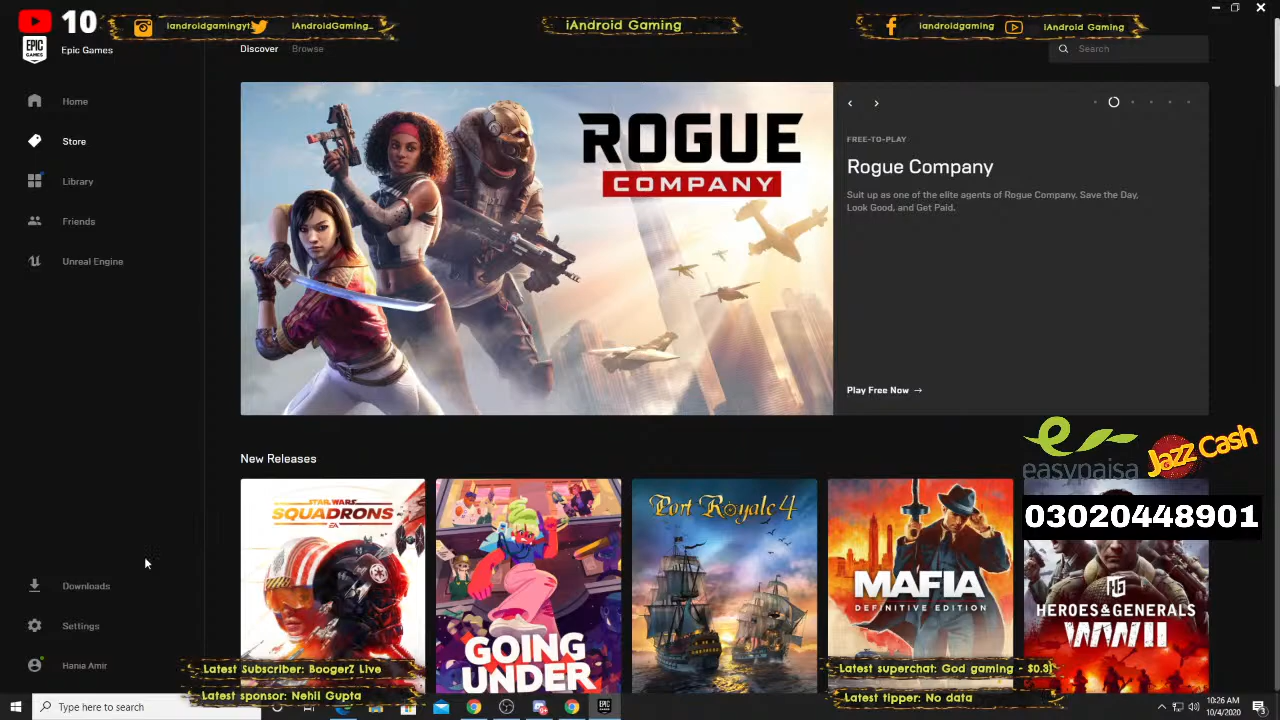 10
iandroidgamingyt
iAndroidGaming_
iAndroid Gaming
iandroidgaming
iAndroid Gaming
EPIC
GAMES
Epic Games
Discover
Browse
Search
Home
Store
Library
Friends
Unreal Engine
ROGUE
COMPANY
FREE-TO-PLAY
Rogue Company
Suit up as one of the elite agents of Rogue Company. Save the Day,
Look Good, and Get Paid.
Play Free Now →
New Releases
easypaisa
JazzCash
03020448901
STAR WARS
SQUADRONS
EA
GOING
UNDER
Port Royale 4
MAFIA
DEFINITIVE EDITION
HG
HEROES & GENERALS
WWII
Downloads
Settings
Hania Amir
Latest Subscriber: BoogerZ Live
Latest sponsor: Nehil Gupta
Latest superchat: God gaming - $0.3)
Latest tipper: No data
Type here to search
10:26 AM
10/4/2020